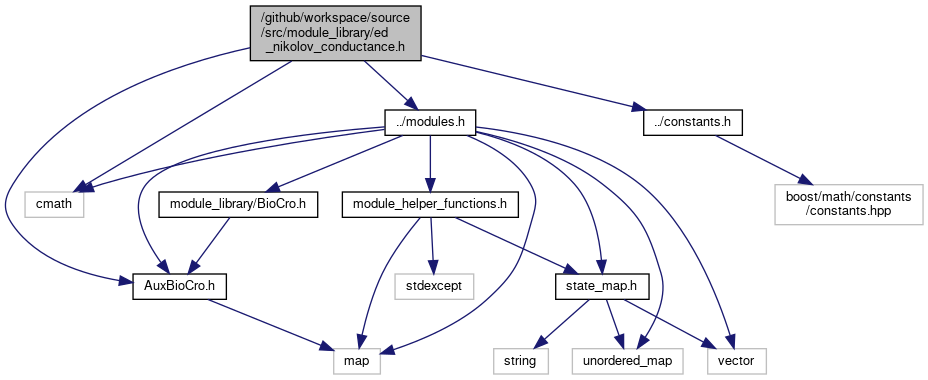 /github/workspace/source
/src/module_library/ed
_nikolov_conductance.h
../modules.h
../constants.h
cmath
module_library/BioCro.h
module_helper_functions.h
boost/math/constants
/constants.hpp
AuxBioCro.h
stdexcept
state_map.h
map
string
unordered_map
vector